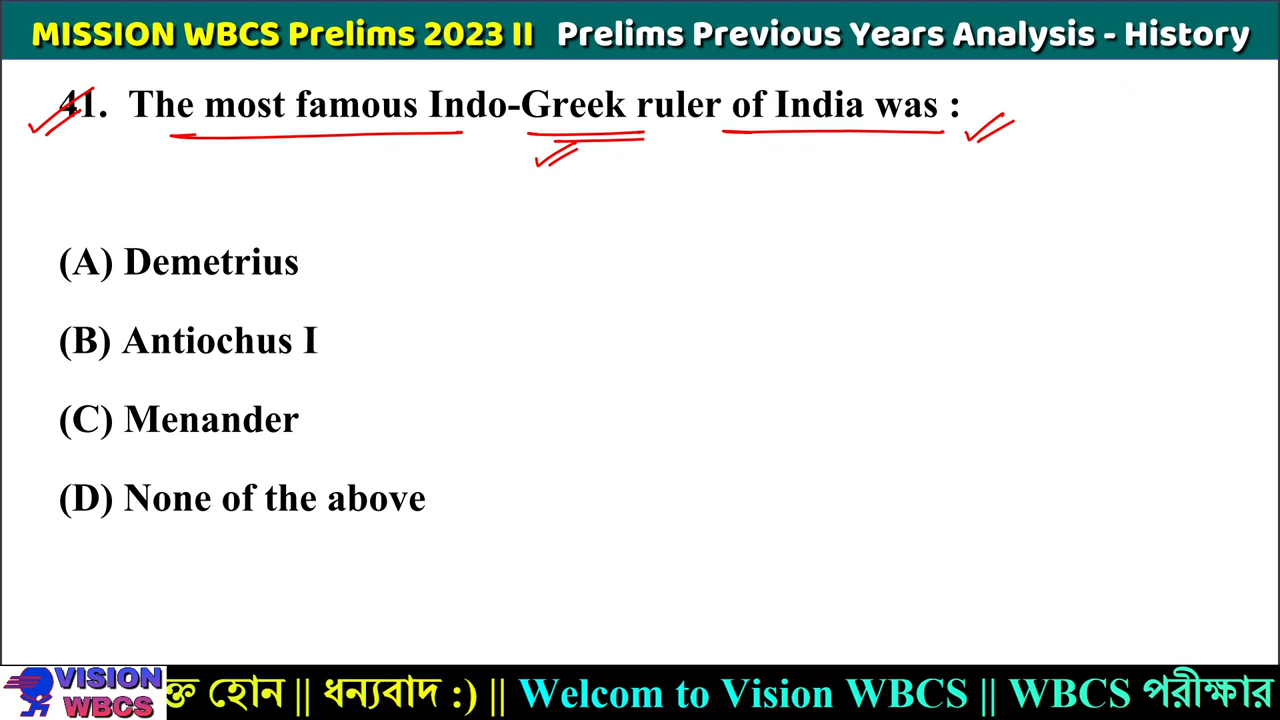 MISSION WBCS Prelims 2023 II Prelims Previous Years Analysis - History
41. The most famous Indo-Greek ruler of India was :
(A) Demetrius
(B) Antiochus I
(C) Menander
(D) None of the above
VISION
WBCS
ক্ত হোন || ধন্যবাদ :) || Welcom to Vision WBCS || WBCS পরীক্ষার